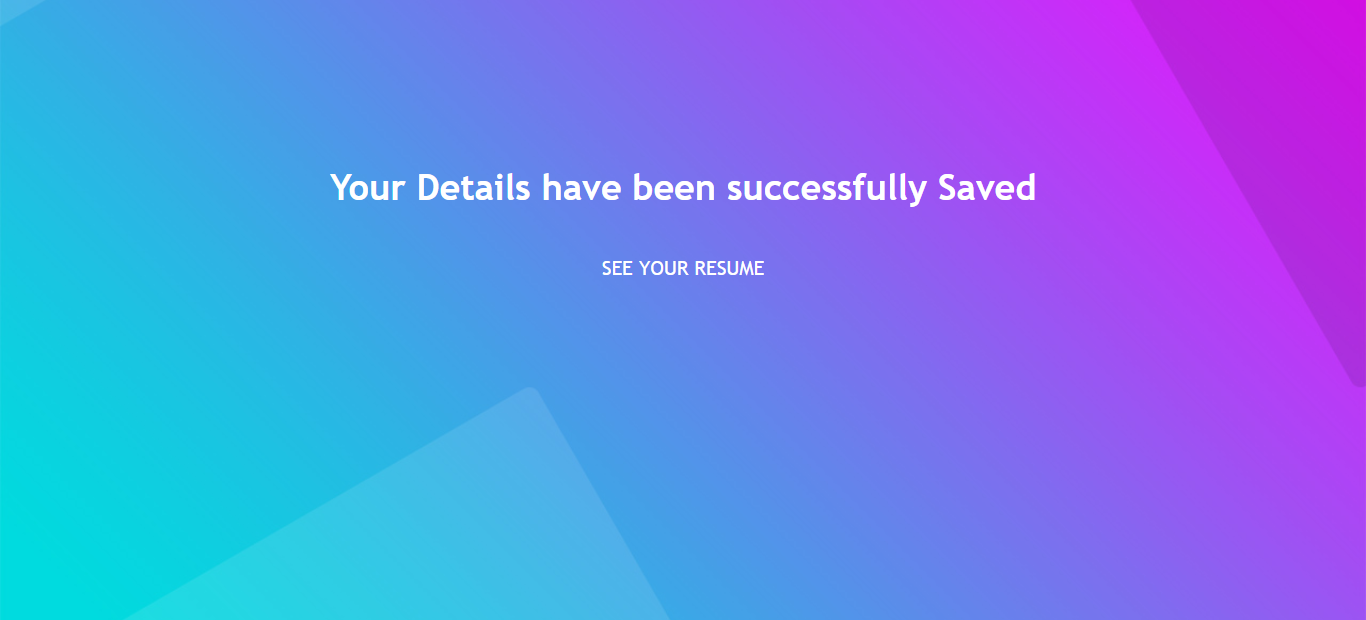 Your Details have been successfully Saved
SEE YOUR RESUME